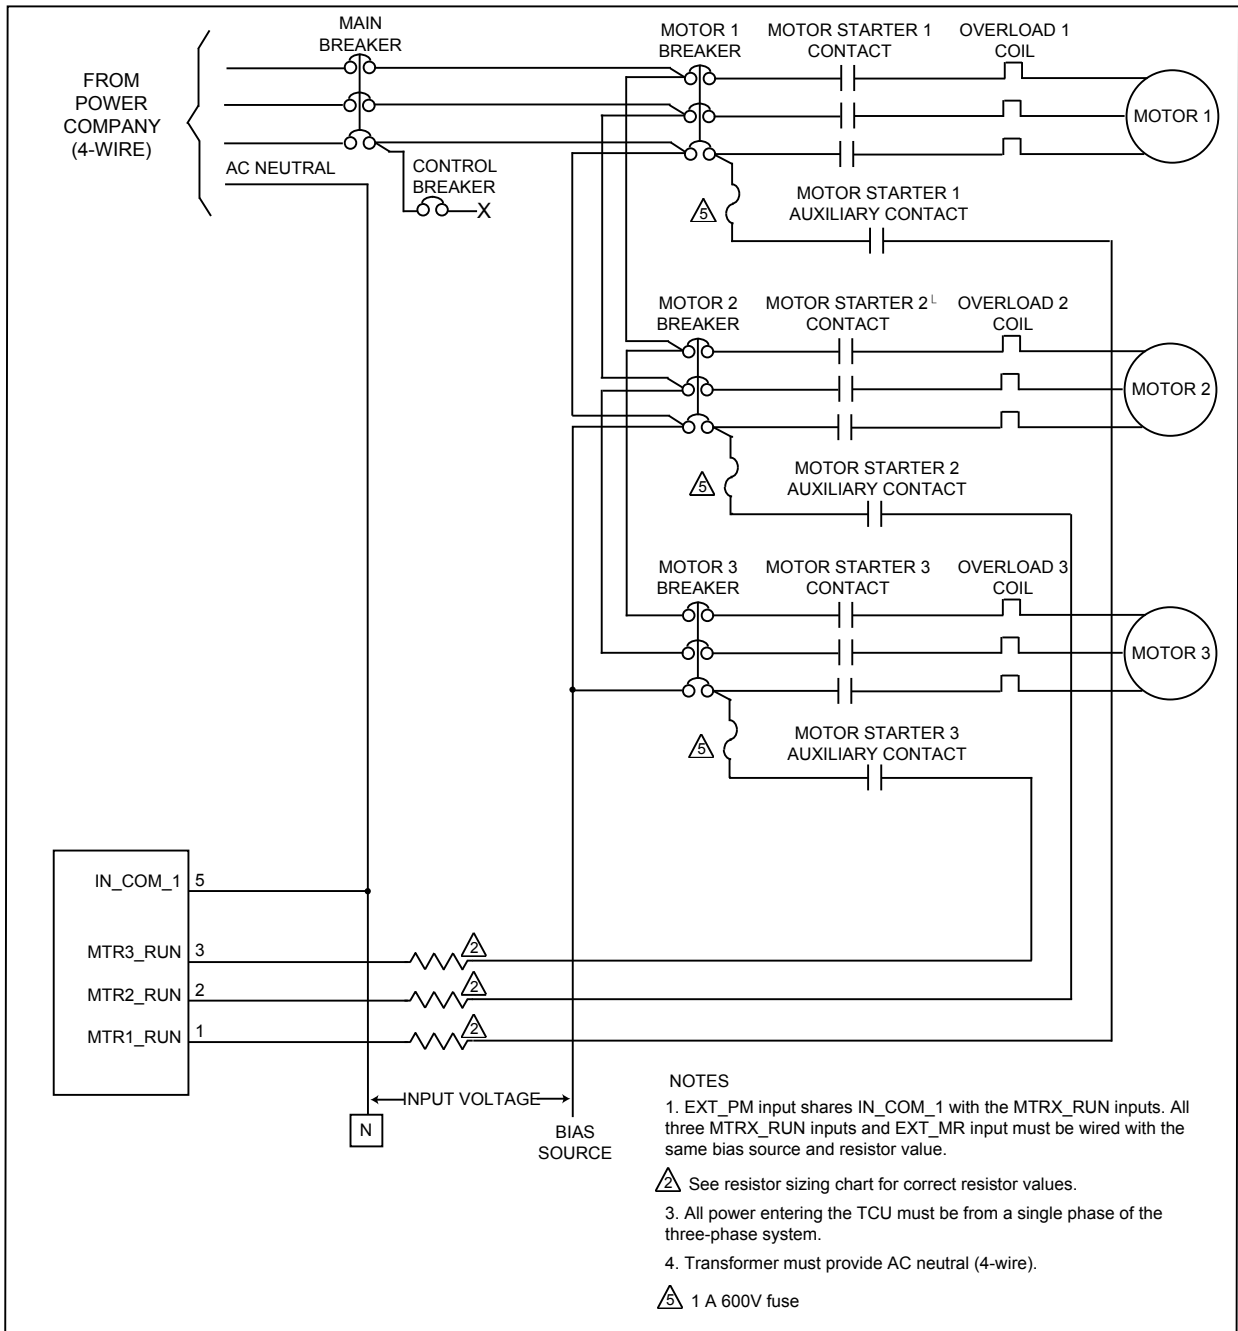 MAIN
BREAKER
MOTOR 1
BREAKER
MOTOR STARTER 1
CONTACT
OVERLOAD 1
COIL
FROM
POWER
COMPANY
(4-WIRE)
MOTOR 1
AC NEUTRAL
CONTROL
BREAKER
X
5
MOTOR STARTER 1
AUXILIARY CONTACT
MOTOR 2
BREAKER
MOTOR STARTER 2
CONTACT
OVERLOAD 2
COIL
MOTOR 2
5
MOTOR STARTER 2
AUXILIARY CONTACT
MOTOR 3
BREAKER
MOTOR STARTER 3
CONTACT
OVERLOAD 3
COIL
MOTOR 3
5
MOTOR STARTER 3
AUXILIARY CONTACT
IN_COM_1 5
MTR3_RUN 3
2
MTR2_RUN 2
2
MTR1_RUN 1
2
INPUT VOLTAGE
N
BIAS
SOURCE
NOTES
1. EXT_PM input shares IN_COM_1 with the MTRX_RUN inputs. All
three MTRX_RUN inputs and EXT_MR input must be wired with the
same bias source and resistor value.
2 See resistor sizing chart for correct resistor values.
3. All power entering the TCU must be from a single phase of the
three-phase system.
4. Transformer must provide AC neutral (4-wire).
5 1 A 600V fuse